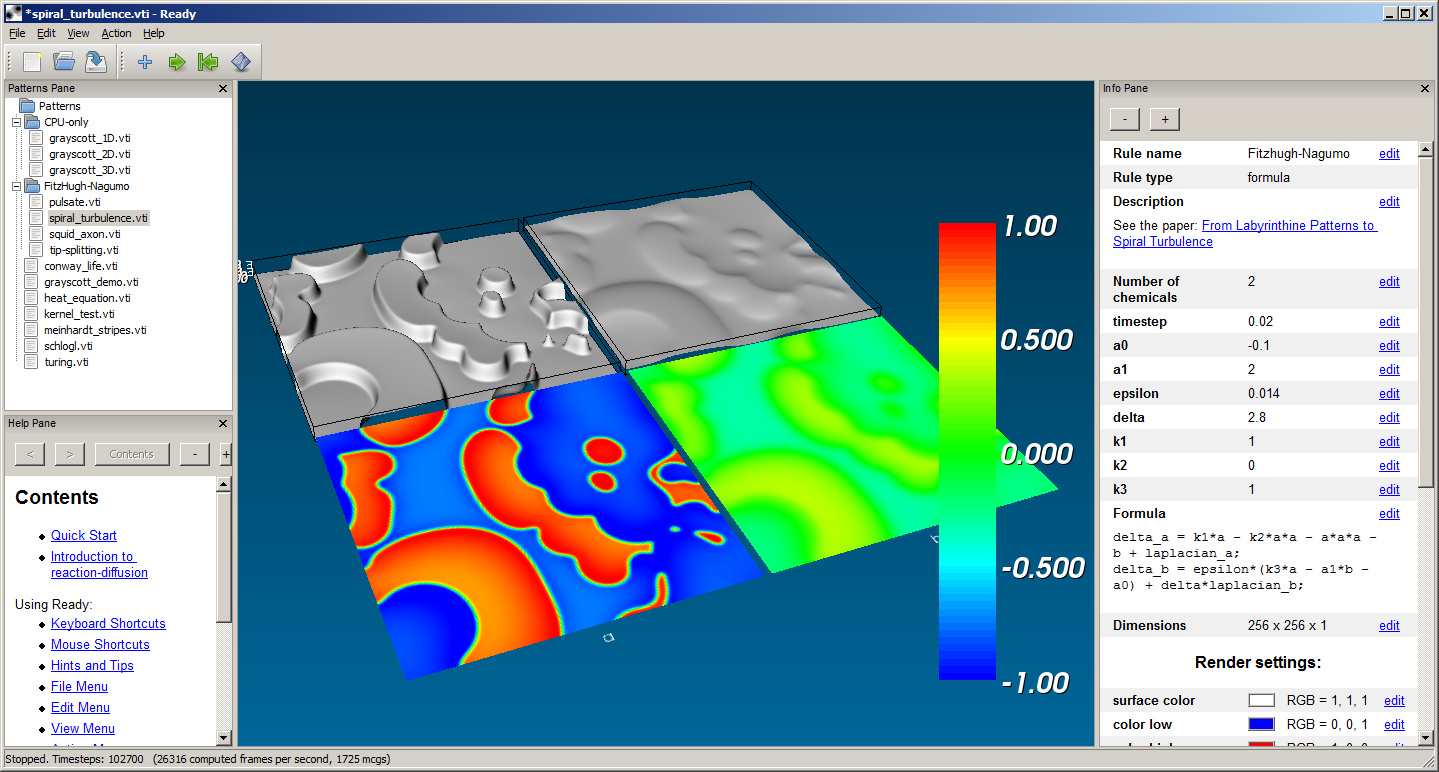 *spiral_turbulence.vti - Ready
File Edit View Action Help
Patterns Pane
Patterns
CPU-only
grayscott_1D.vti
grayscott_2D.vti
grayscott_3D.vti
FitzHugh-Nagumo
pulsate.vti
spiral_turbulence.vti
squid_axon.vti
tip-splitting.vti
conway_life.vti
grayscott_demo.vti
heat_equation.vti
kernel_test.vti
meinhardt_stripes.vti
schlogl.vti
turing.vti
Help Pane
< > Contents - +
Contents
Quick Start
Introduction to
reaction-diffusion
Using Ready:
Keyboard Shortcuts
Mouse Shortcuts
Hints and Tips
File Menu
Edit Menu
View Menu
1.00
0.500
0.000
-0.500
-1.00
a
b
Info Pane
- +
Rule name Fitzhugh-Nagumo edit
Rule type formula
Description edit
See the paper: From Labyrinthine Patterns to
Spiral Turbulence
Number of
chemicals 2 edit
timestep 0.02 edit
a0 -0.1 edit
a1 2 edit
epsilon 0.014 edit
delta 2.8 edit
k1 1 edit
k2 0 edit
k3 1 edit
Formula edit
delta_a = k1*a - k2*a*a - a*a*a -
b + laplacian_a;
delta_b = epsilon*(k3*a - a1*b -
a0) + delta*laplacian_b;
Dimensions 256 x 256 x 1 edit
Render settings:
surface color RGB = 1, 1, 1 edit
color low RGB = 0, 0, 1 edit
Stopped. Timesteps: 102700 (26316 computed frames per second, 1725 mcgs)